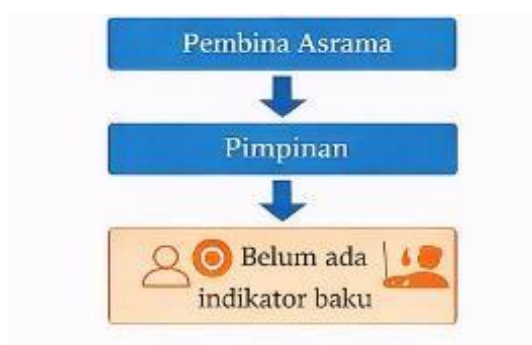 Pembina Asrama
Pimpinan
Belum ada
indikator baku